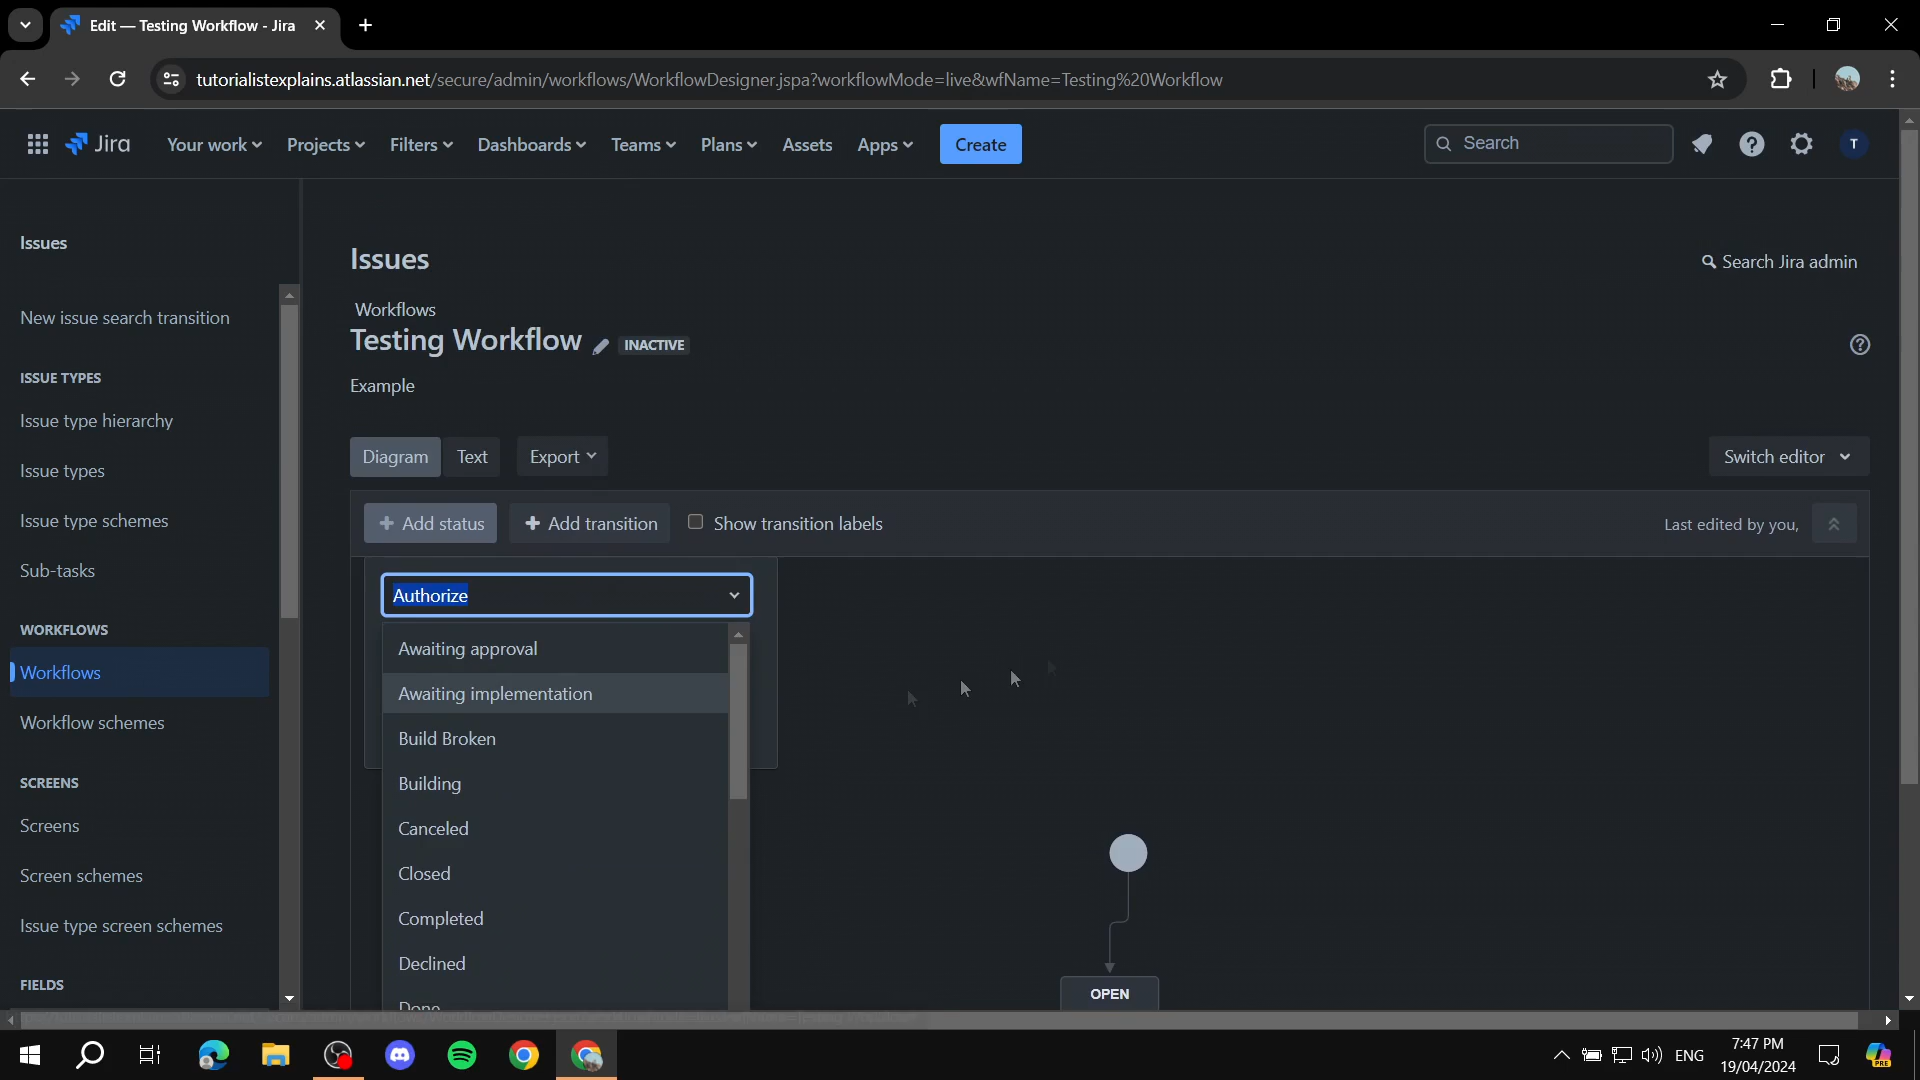 Edit — Testing Workflow - Jira
tutorialistexplains.atlassian.net/secure/admin/workflows/WorkflowDesigner.jspa?workflowMode=live&wfName=Testing%20Workflow
Jira
Your work
Projects
Filters
Dashboards
Teams
Plans
Assets
Apps
Create
Search
T
Issues
New issue search transition
ISSUE TYPES
Issue type hierarchy
Issue types
Issue type schemes
Sub-tasks
WORKFLOWS
Workflows
Workflow schemes
SCREENS
Screens
Screen schemes
Issue type screen schemes
FIELDS
Issues
Search Jira admin
Workflows
Testing Workflow
INACTIVE
Example
Diagram
Text
Export
Switch editor
Add status
Add transition
Show transition labels
Last edited by you,
Authorize
Awaiting approval
Awaiting implementation
Build Broken
Building
Canceled
Closed
Completed
Declined
Done
OPEN
ENG
7:47 PM
19/04/2024
PRE